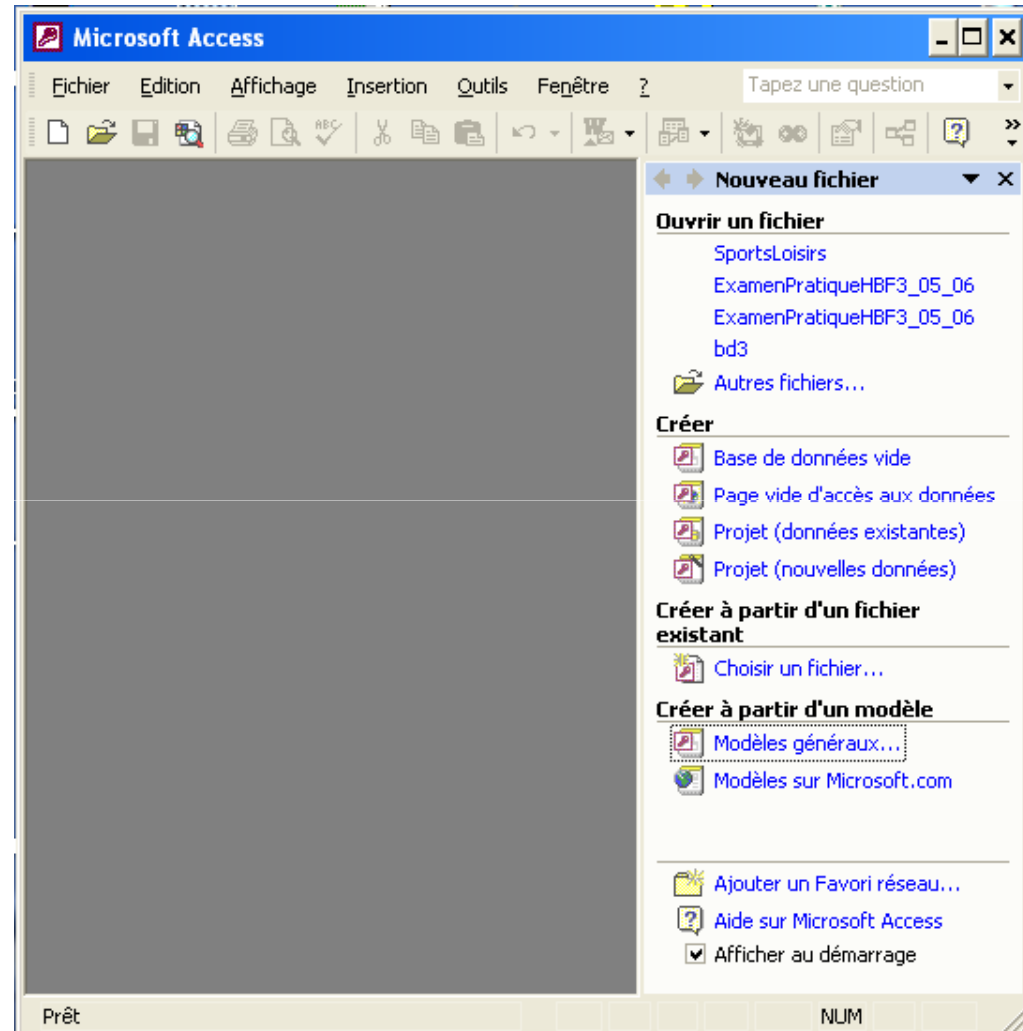 Microsoft Access
Fichier Edition Affichage Insertion Outils Fenêtre ? Tapez une question
ABC W ?
Nouveau fichier
Ouvrir un fichier
SportsLoisirs
ExamenPratiqueHBF3_05_06
ExamenPratiqueHBF3_05_06
bd3
Autres fichiers...
Créer
Base de données vide
Page vide d'accès aux données
Projet (données existantes)
Projet (nouvelles données)
Créer à partir d'un fichier
existant
Choisir un fichier...
Créer à partir d'un modèle
Modèles généraux...
Modèles sur Microsoft.com
Ajouter un Favori réseau...
Aide sur Microsoft Access
Afficher au démarrage
Prêt NUM